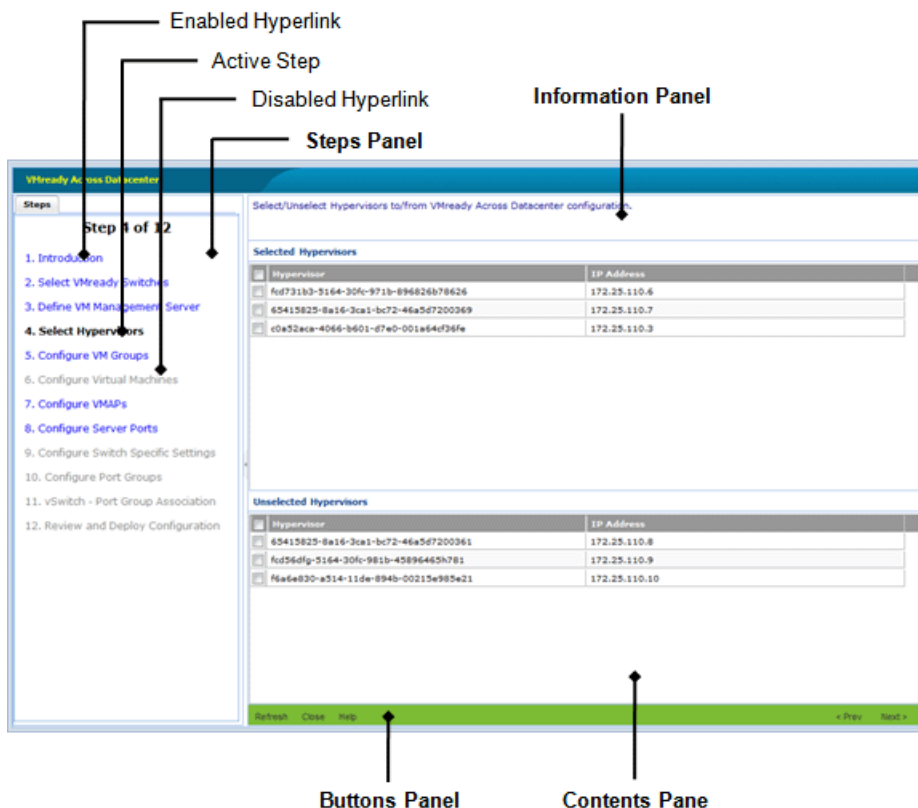 Enabled Hyperlink
Active Step
Disabled Hyperlink
Information Panel
Steps Panel
VMready Across Datacenter
Steps
Step 4 of 12
1. Introduction
2. Select VMready Switches
3. Define VM Management Server
4. Select Hypervisors
5. Configure VM Groups
6. Configure Virtual Machines
7. Configure VMAPs
8. Configure Server Ports
9. Configure Switch Specific Settings
10. Configure Port Groups
11. vSwitch - Port Group Association
12. Review and Deploy Configuration
Select/Unselect Hypervisors to/from VMready Across Datacenter configuration.
Selected Hypervisors
Hypervisor IP Address
fcd731b3-5164-30fc-971b-896826b78626 172.25.110.6
65415825-8a16-3ca1-bc72-46a5d7200369 172.25.110.7
c0a52aca-4066-b601-d7e0-001a64cf36fe 172.25.110.3
Unselected Hypervisors
Hypervisor IP Address
65415825-8a16-3ca1-bc72-46a5d7200361 172.25.110.8
fcd56dfg-5164-30fc-981b-45896465h781 172.25.110.9
f6a6e830-a514-11de-894b-00215e985e21 172.25.110.10
Refresh Close Help < Prev Next >
Buttons Panel
Contents Pane